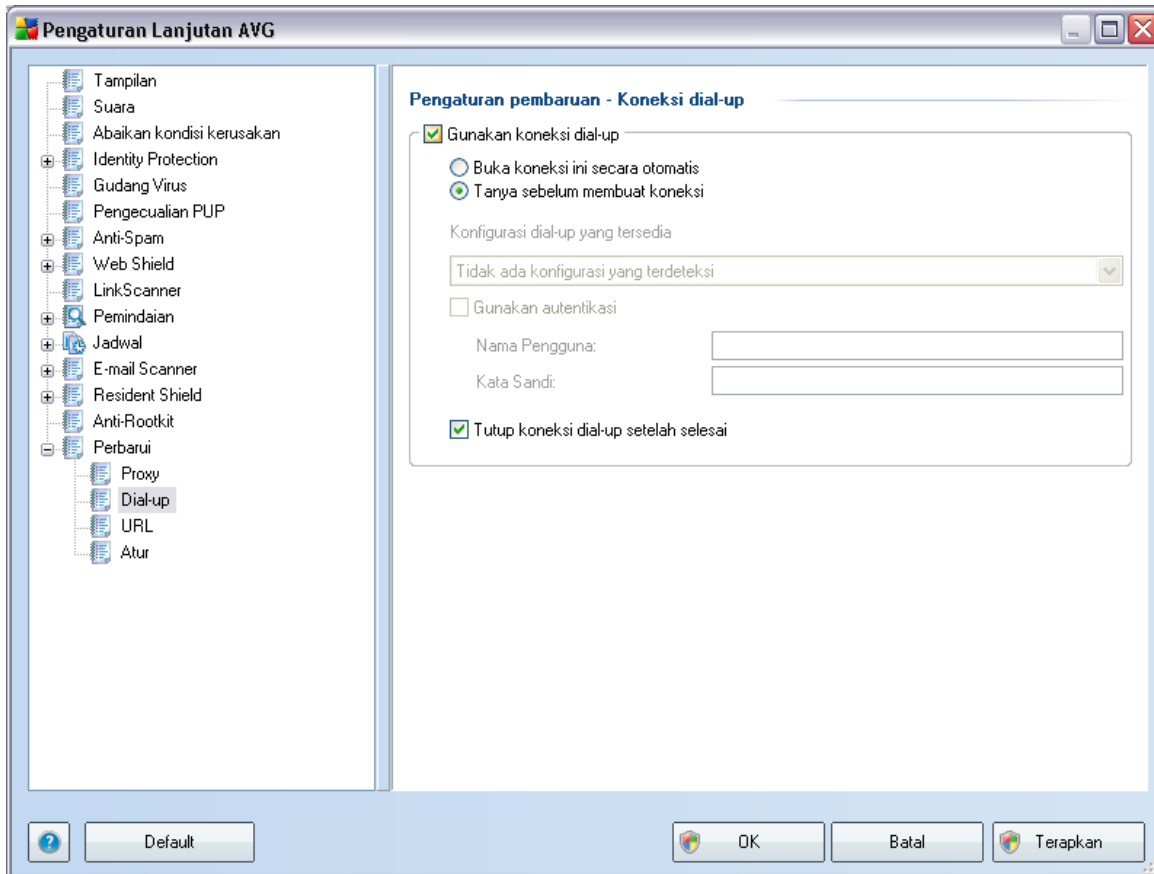 Pengaturan Lanjutan AVG
Tampilan
Suara
Abaikan kondisi kerusakan
Identity Protection
Gudang Virus
Pengecualian PUP
Anti-Spam
Web Shield
LinkScanner
Pemindaian
Jadwal
E-mail Scanner
Resident Shield
Anti-Rootkit
Perbarui
Proxy
Dial-up
URL
Atur
Pengaturan pembaruan - Koneksi dial-up
Gunakan koneksi dial-up
Buka koneksi ini secara otomatis
Tanya sebelum membuat koneksi
Konfigurasi dial-up yang tersedia
Tidak ada konfigurasi yang terdeteksi
Gunakan autentikasi
Nama Pengguna:
Kata Sandi:
Tutup koneksi dial-up setelah selesai
?
Default
OK
Batal
Terapkan